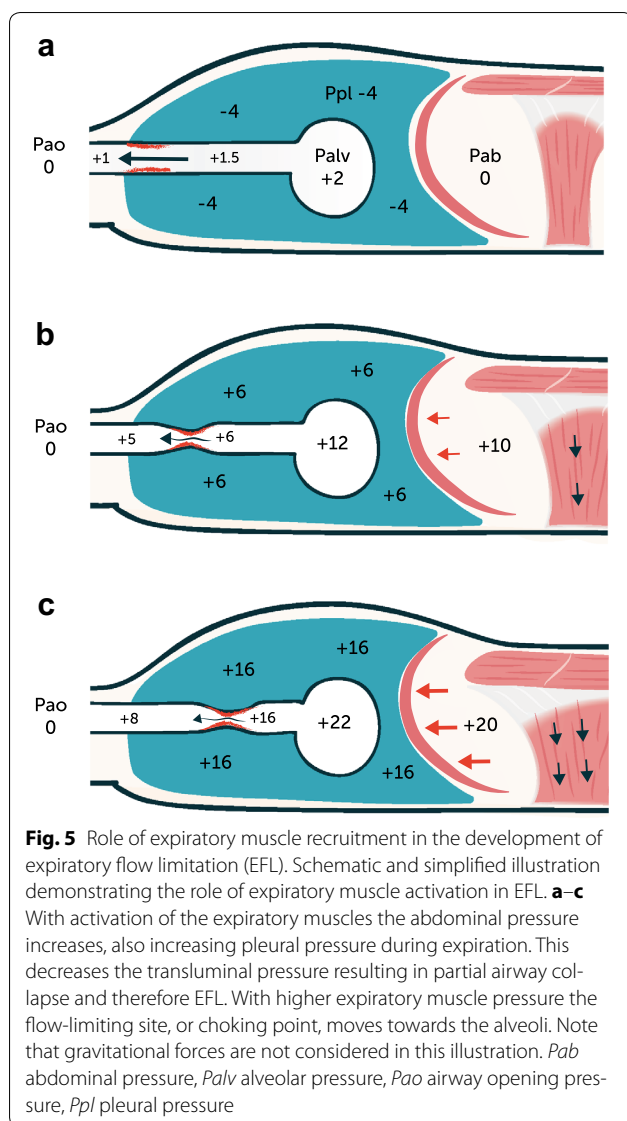 a
Ppl -4
-4
Pao
0
+1
+1.5
Palv
+2
Pab
0
-4
-4
b
+6
+6
Pao
0
+5
+6
+12
+10
+6
+6
c
+16
+16
Pao
0
+8
+16
+22
+20
+16
+16
Fig. 5 Role of expiratory muscle recruitment in the development of
expiratory flow limitation (EFL). Schematic and simplified illustration
demonstrating the role of expiratory muscle activation in EFL. a–c
With activation of the expiratory muscles the abdominal pressure
increases, also increasing pleural pressure during expiration. This
decreases the transluminal pressure resulting in partial airway col-
lapse and therefore EFL. With higher expiratory muscle pressure the
flow-limiting site, or choking point, moves towards the alveoli. Note
that gravitational forces are not considered in this illustration. Pab
abdominal pressure, Palv alveolar pressure, Pao airway opening pres-
sure, Ppl pleural pressure